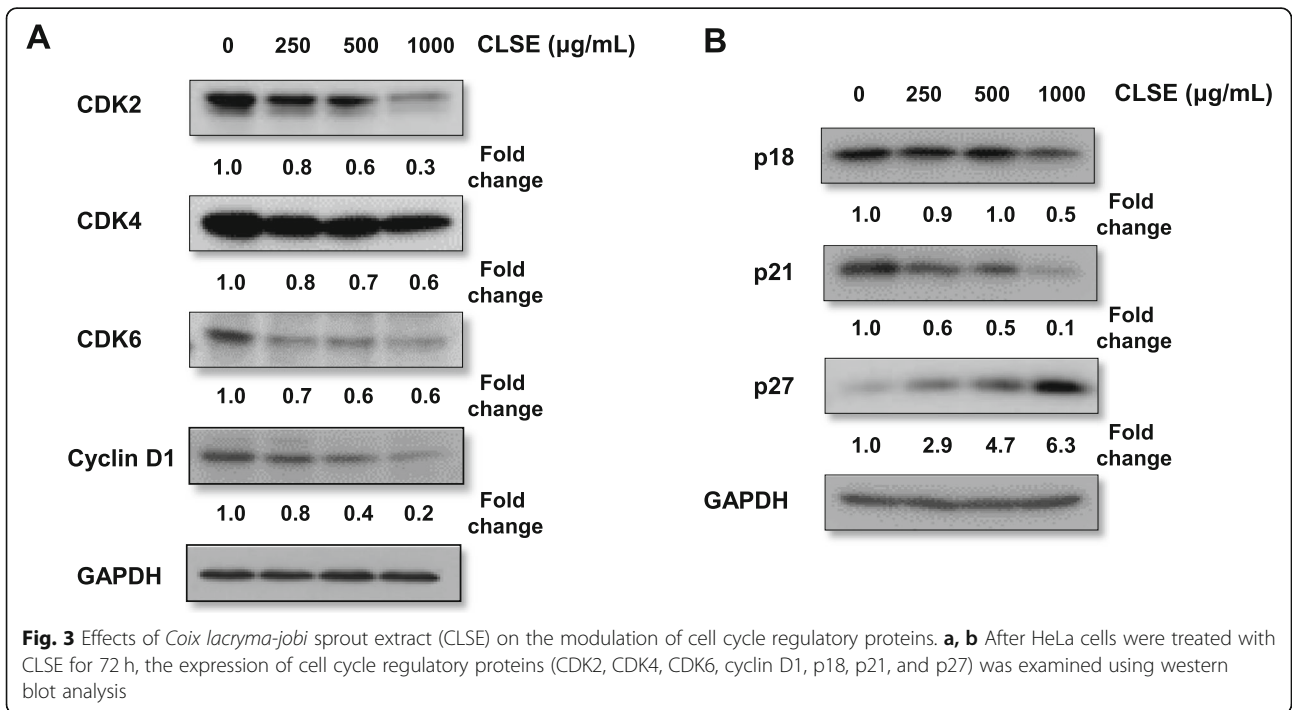 A
0 250 500 1000 CLSE (µg/mL)
CDK2
1.0 0.8 0.6 0.3 Fold change
CDK4
1.0 0.8 0.7 0.6 Fold change
CDK6
1.0 0.7 0.6 0.6 Fold change
Cyclin D1
1.0 0.8 0.4 0.2 Fold change
GAPDH
B
0 250 500 1000 CLSE (µg/mL)
p18
1.0 0.9 1.0 0.5 Fold change
p21
1.0 0.6 0.5 0.1 Fold change
p27
1.0 2.9 4.7 6.3 Fold change
GAPDH
Fig. 3 Effects of Coix lacryma-jobi sprout extract (CLSE) on the modulation of cell cycle regulatory proteins. a, b After HeLa cells were treated with
CLSE for 72 h, the expression of cell cycle regulatory proteins (CDK2, CDK4, CDK6, cyclin D1, p18, p21, and p27) was examined using western
blot analysis